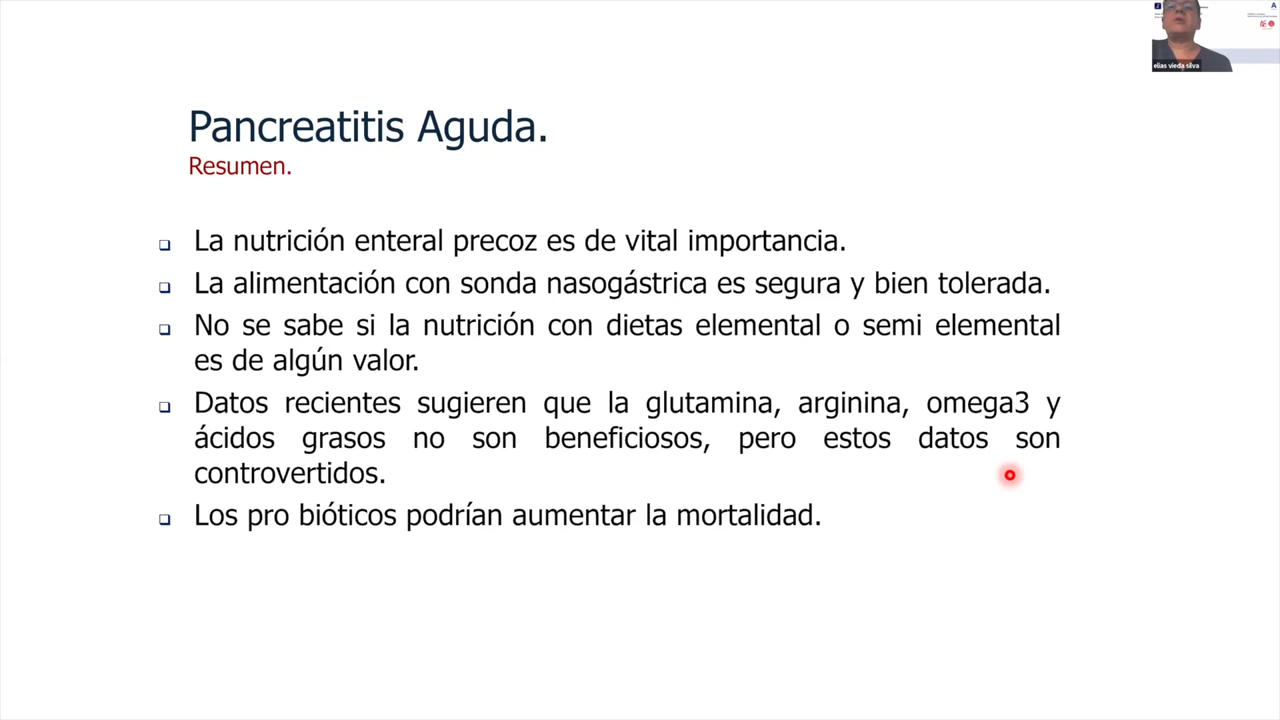 elias vieda silva
Pancreatitis Aguda.
Resumen.
La nutrición enteral precoz es de vital importancia.
La alimentación con sonda nasogástrica es segura y bien tolerada.
No se sabe si la nutrición con dietas elemental o semi elemental
es de algún valor.
Datos recientes sugieren que la glutamina, arginina, omega3 y
ácidos grasos no son beneficiosos, pero estos datos son
controvertidos.
Los pro bióticos podrían aumentar la mortalidad.